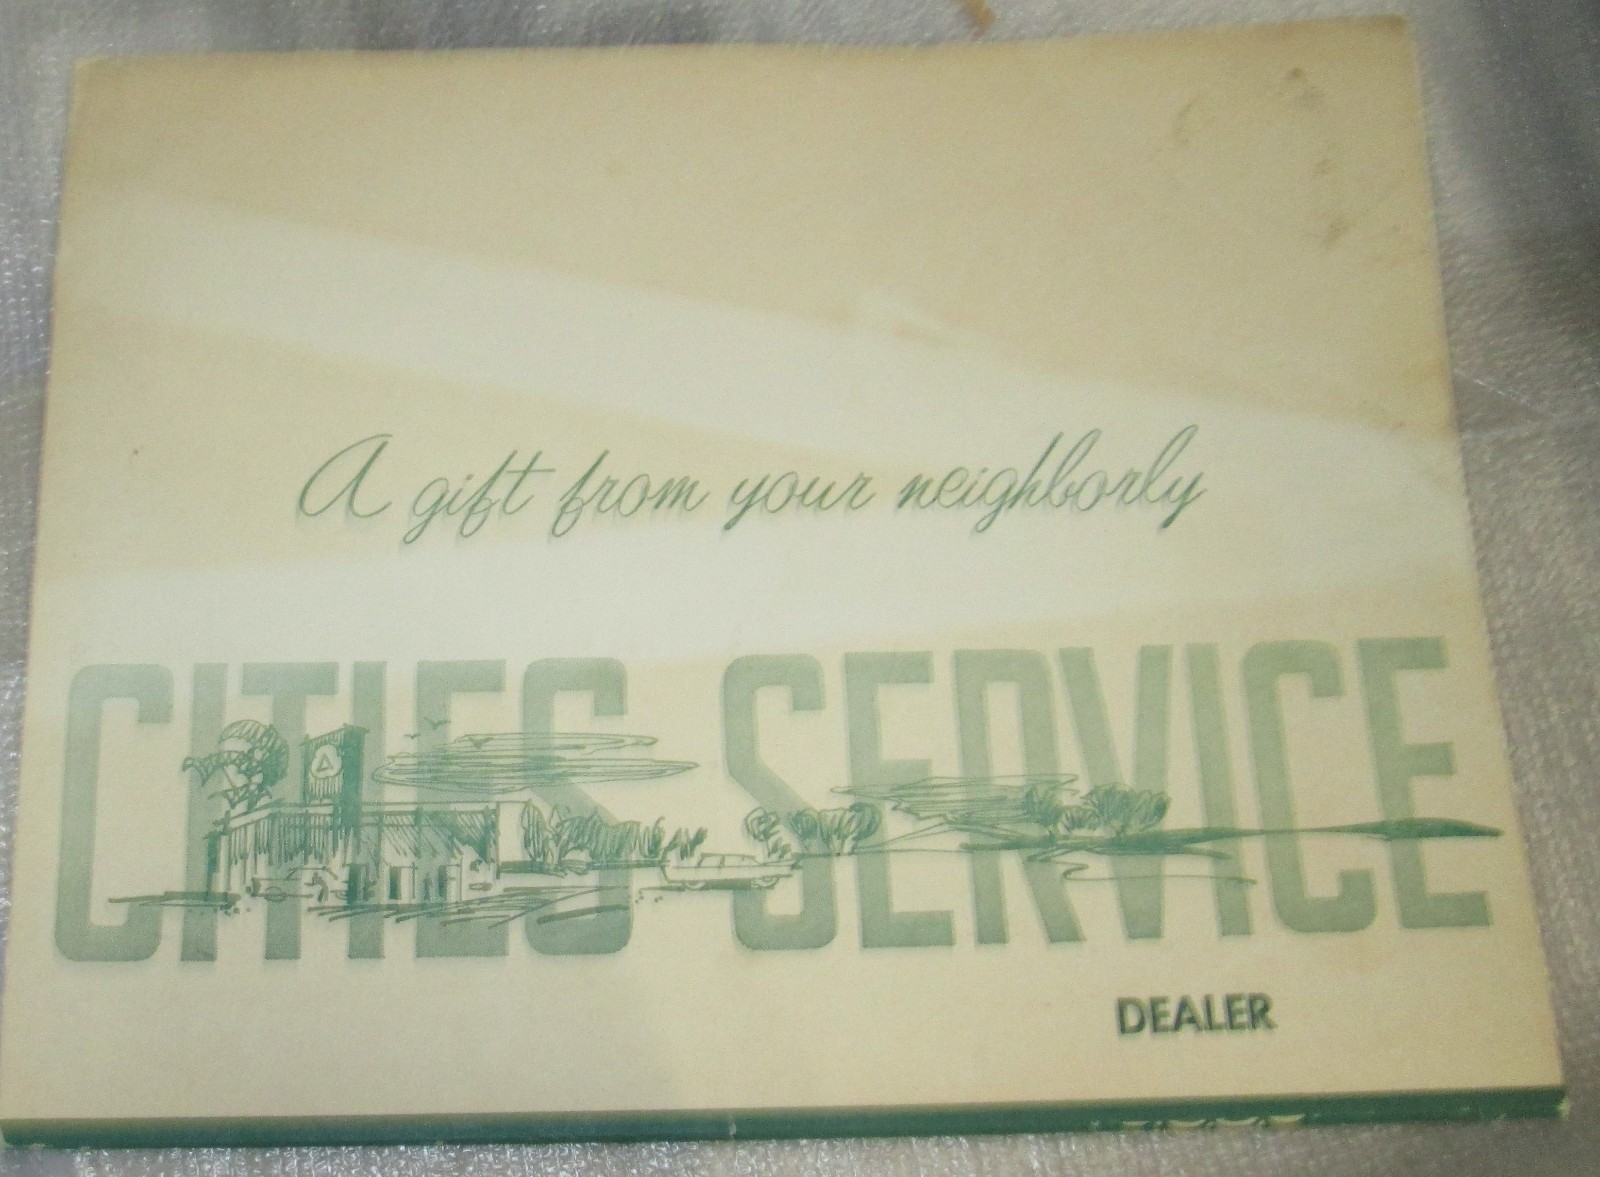 A gift from your neighborly
CITIES SERVICE
DEALER